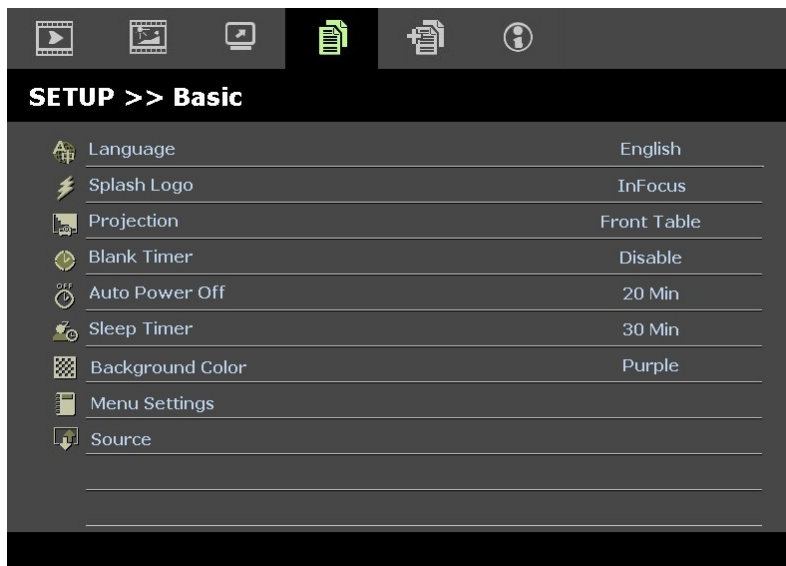 SETUP >> Basic
Language English
Splash Logo InFocus
Projection Front Table
Blank Timer Disable
OFF
Auto Power Off 20 Min
Sleep Timer 30 Min
Background Color Purple
Menu Settings
Source